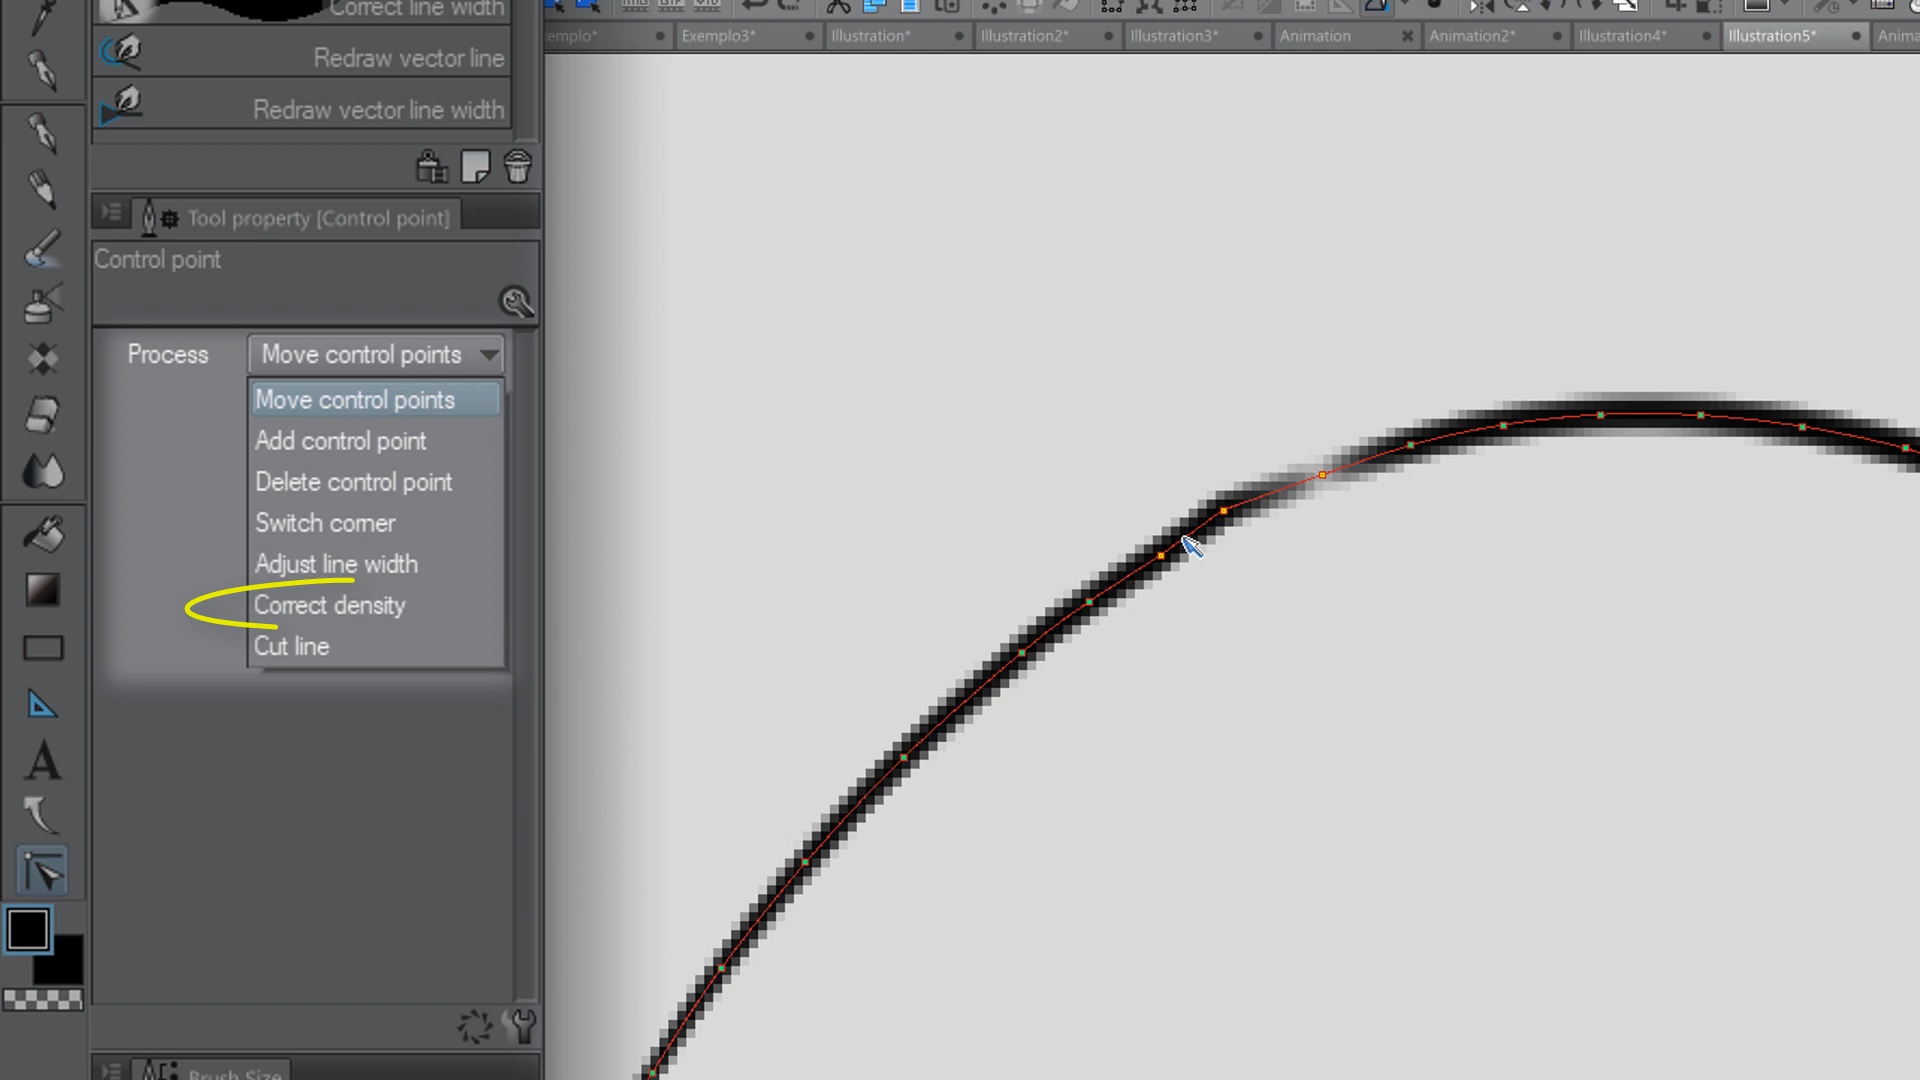 Correct line width
Redraw vector line
Redraw vector line width
Tool property [Control point]
Control point
Process
Move control points
Move control points
Add control point
Delete control point
Switch corner
Adjust line width
Correct density
Cut line
Brush Size
Exemplo3*
Illustration*
Illustration2*
Illustration3*
Animation
Animation2*
Illustration4*
Illustration5*